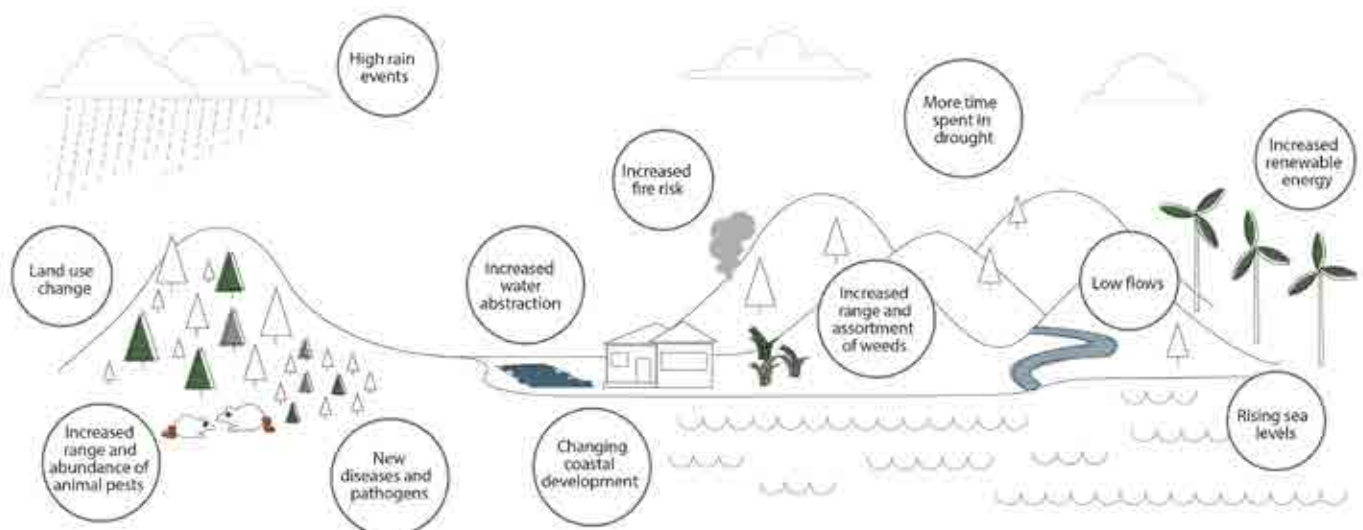 High rain
events
More time
spent in
drought
Increased
fire risk
Increased
renewable
energy
Land use
change
Increased
water
abstraction
Increased
range and
assortment
of weeds
Low flows
Increased
range and
abundance of
animal pests
New
diseases and
pathogens
Changing
coastal
development
Rising sea
levels